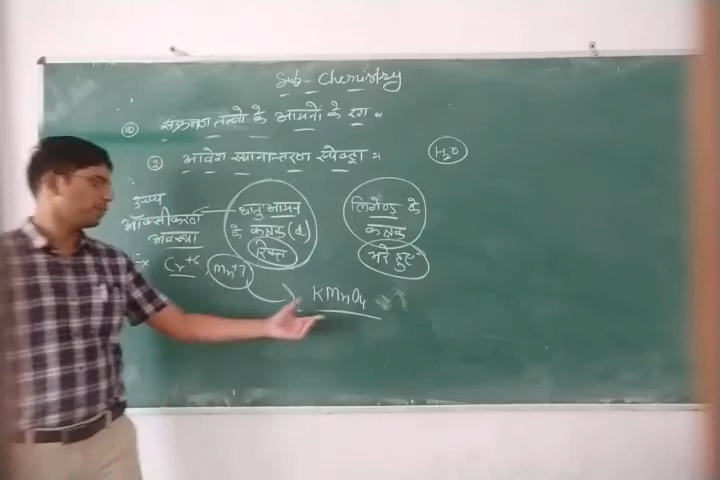 Sub - Chemistry
① संक्रमण तत्वो के आयनों के रंग =
② आवेश स्थानान्तरण स्पेक्ट्रा =
H₂O
उच्च
ऑक्सीकरण
अवस्था
धातु आयन
के कक्षक (d)
रिक्त
लिगेण्ड के
कक्षक
भरे हुए
Ex Cr⁺⁶, Mn⁺⁷
KMnO₄